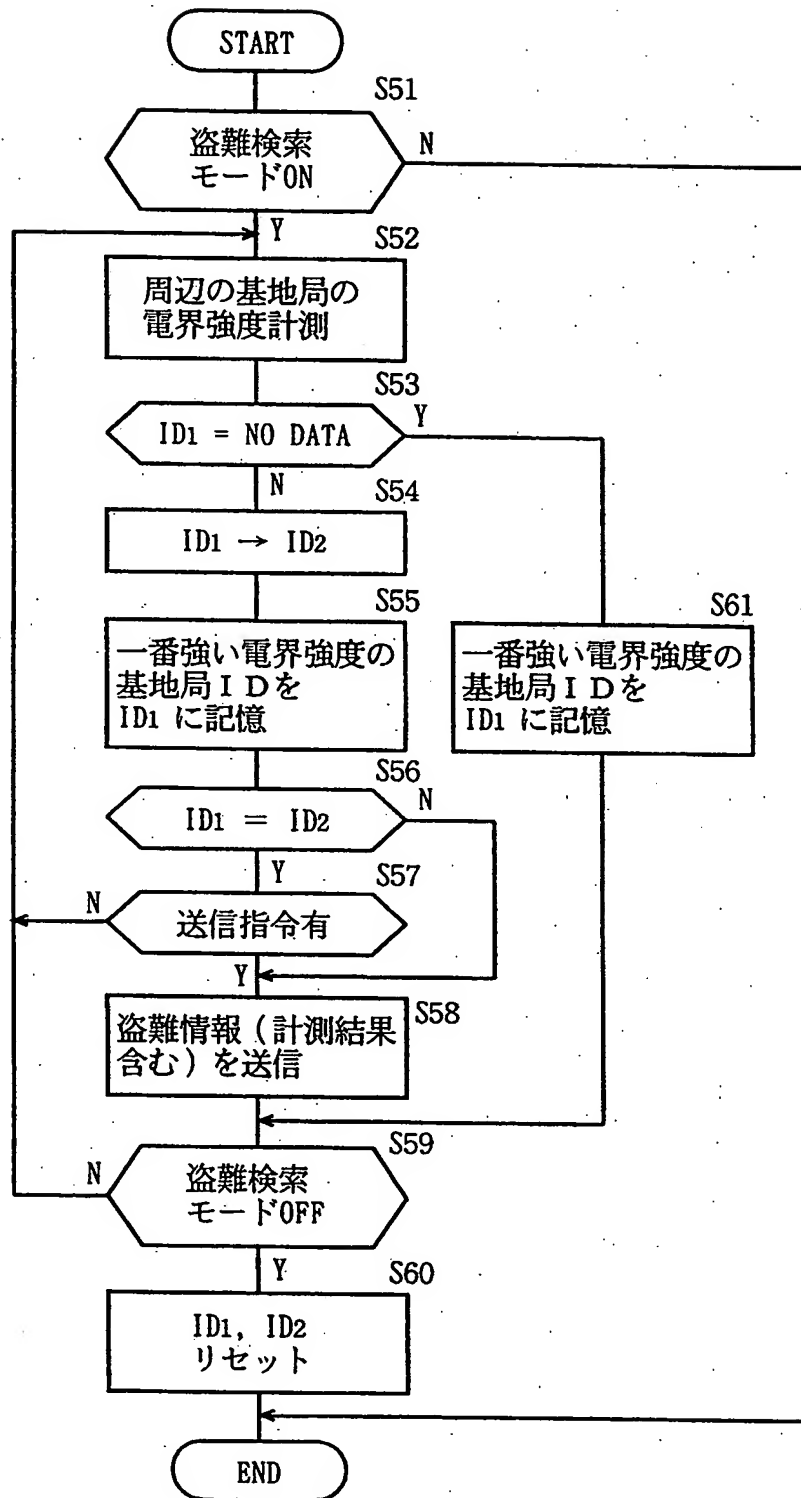 START
S51
盗難検索
モードON
N
Y
S52
周辺の基地局の
電界強度計測
S53
ID1 = NO DATA
Y
N
S54
ID1 → ID2
S55
一番強い電界強度の
基地局ＩＤを
ID1 に記憶
S61
一番強い電界強度の
基地局ＩＤを
ID1 に記憶
S56
ID1 = ID2
N
Y
S57
N
送信指令有
Y
S58
盗難情報（計測結果
含む）を送信
S59
N
盗難検索
モードOFF
Y
S60
ID1, ID2
リセット
END